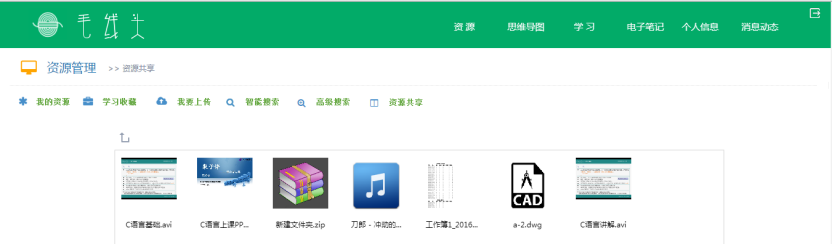 毛线头
资源 思维导图 学习 电子笔记 个人信息 消息动态
资源管理 >> 资源共享
我的资源 学习收藏 我要上传 智能搜索 高级搜索 资源共享
CAD
C语言基础.avi C语言上课PP... 新建文件夹.zip 刀郎 - 冲动的... 工作簿1_2016... a-2.dwg C语言讲解.avi